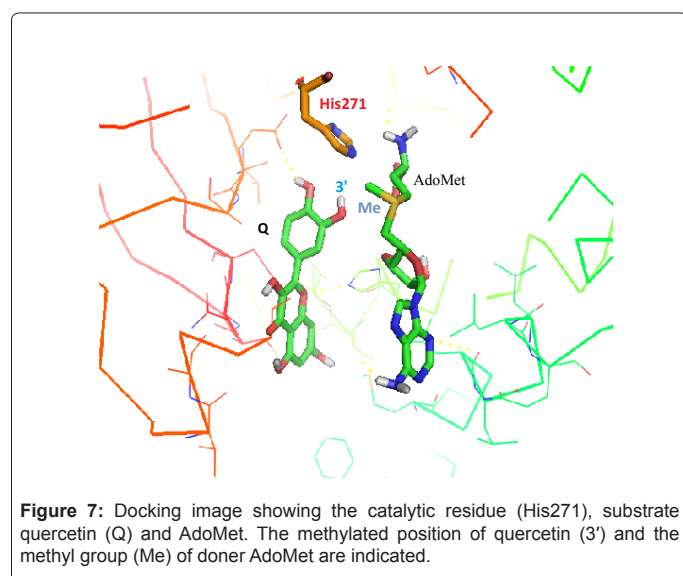 His271
AdoMet
3'
Me
Q
Figure 7: Docking image showing the catalytic residue (His271), substrate
quercetin (Q) and AdoMet. The methylated position of quercetin (3′) and the
methyl group (Me) of doner AdoMet are indicated.